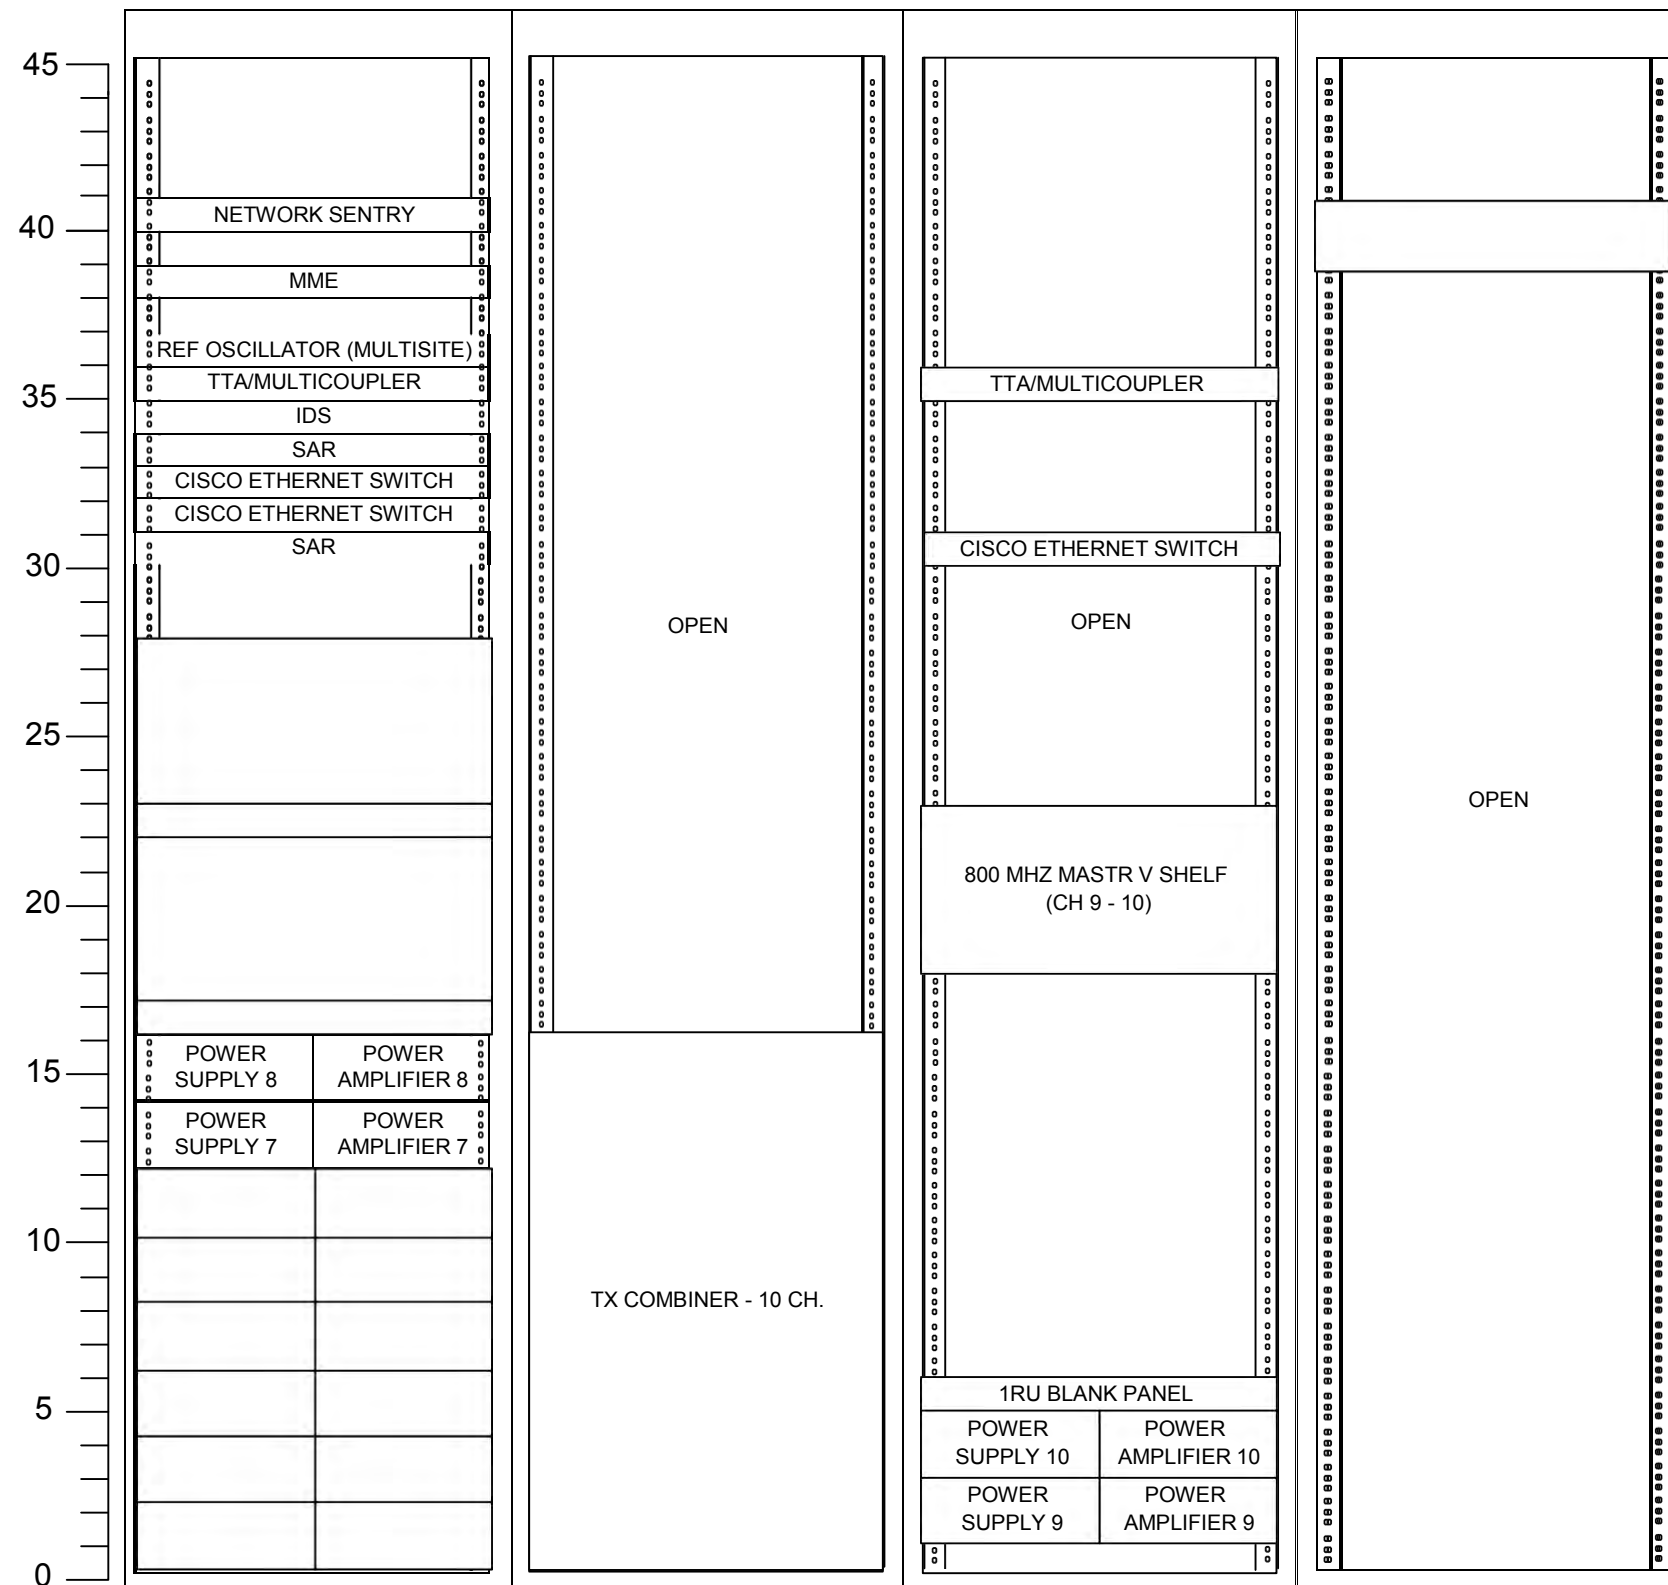 45
40
35
30
25
20
15
10
5
0
NETWORK SENTRY
MME
REF OSCILLATOR (MULTISITE)
TTA/MULTICOUPLER
IDS
SAR
CISCO ETHERNET SWITCH
CISCO ETHERNET SWITCH
SAR
POWER
SUPPLY 8
POWER
AMPLIFIER 8
POWER
SUPPLY 7
POWER
AMPLIFIER 7
OPEN
TX COMBINER - 10 CH.
TTA/MULTICOUPLER
CISCO ETHERNET SWITCH
OPEN
800 MHZ MASTR V SHELF
(CH 9 - 10)
1RU BLANK PANEL
POWER
SUPPLY 10
POWER
AMPLIFIER 10
POWER
SUPPLY 9
POWER
AMPLIFIER 9
OPEN